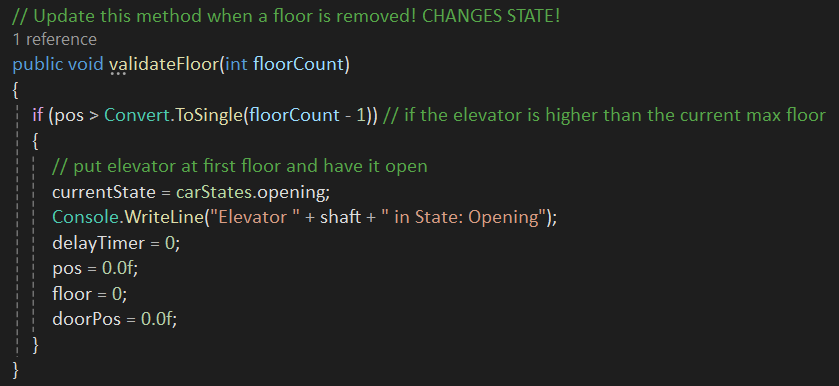 // Update this method when a floor is removed! CHANGES STATE!
1 reference
public void validateFloor(int floorCount)
{
if (pos > Convert.ToSingle(floorCount - 1)) // if the elevator is higher than the current max floor
{
// put elevator at first floor and have it open
currentState = carStates.opening;
Console.WriteLine("Elevator " + shaft + " in State: Opening");
delayTimer = 0;
pos = 0.0f;
floor = 0;
doorPos = 0.0f;
}
}